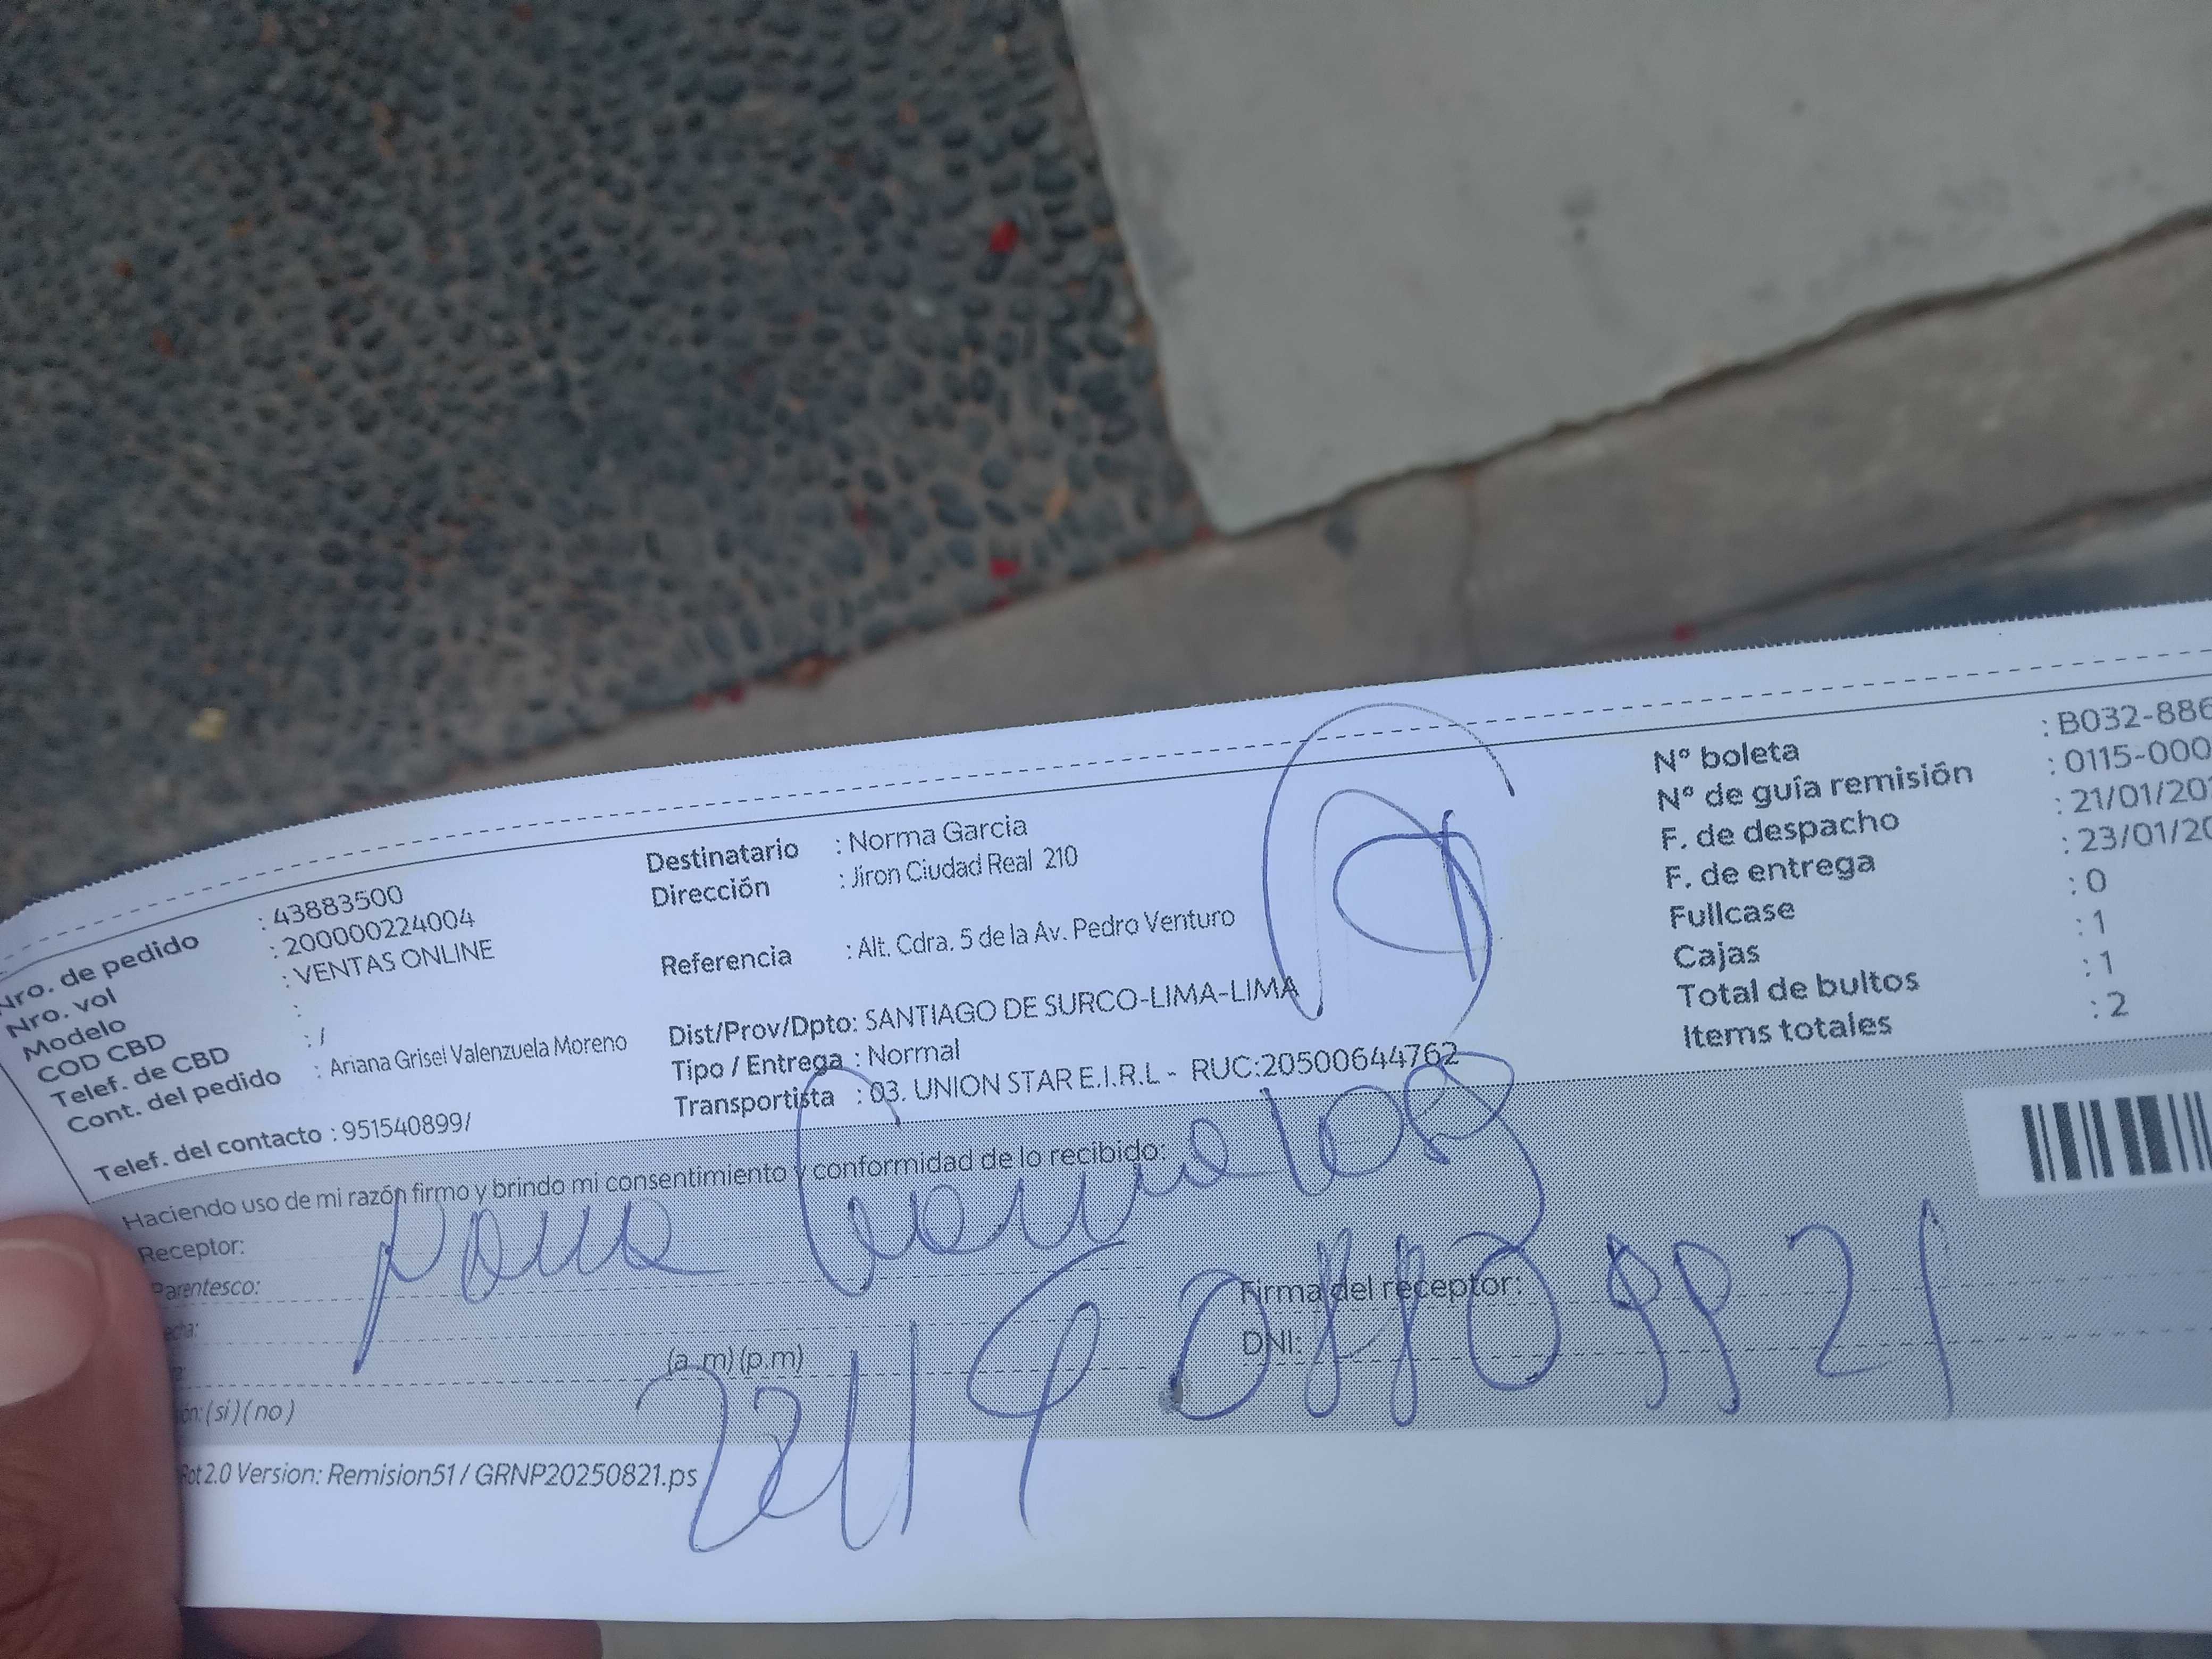 Nro. de pedido : 43883500
Nro. vol : 200000224004
Modelo : VENTAS ONLINE
COD CBD :
Telef. de CBD : /
Cont. del pedido : Ariana Grisel Valenzuela Moreno
Telef. del contacto : 951540899/
Destinatario : Norma Garcia
Dirección : Jiron Ciudad Real 210
Referencia : Alt. Cdra. 5 de la Av. Pedro Venturo
Dist/Prov/Dpto: SANTIAGO DE SURCO-LIMA-LIMA
Tipo / Entrega : Normal
Transportista : 03. UNION STAR E.I.R.L - RUC:20500644762
Nº boleta : B032-886
Nº de guía remisión : 0115-000
F. de despacho : 21/01/20
F. de entrega : 23/01/20
Fullcase : 0
Cajas : 1
Total de bultos : 1
Items totales : 2
Haciendo uso de mi razón firmo y brindo mi consentimiento y conformidad de lo recibido:
Receptor:
Parentesco:
(a. m) (p.m)
(si) (no)
Firma del receptor:
DNI:
2.0 Version: Remision51 / GRNP20250821.ps